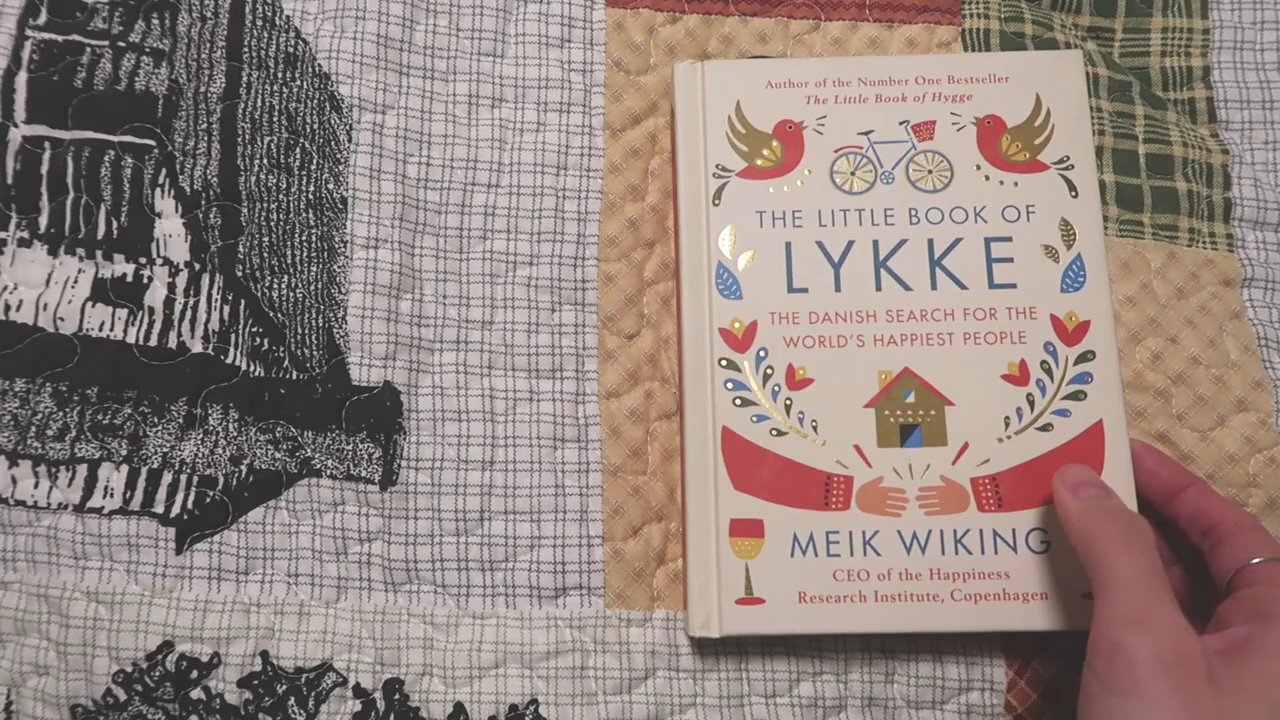 Author of the Number One Bestseller
The Little Book of Hygge
THE LITTLE BOOK OF
LYKKE
THE DANISH SEARCH FOR THE
WORLD'S HAPPIEST PEOPLE
MEIK WIKING
CEO of the Happiness
Research Institute, Copenhagen